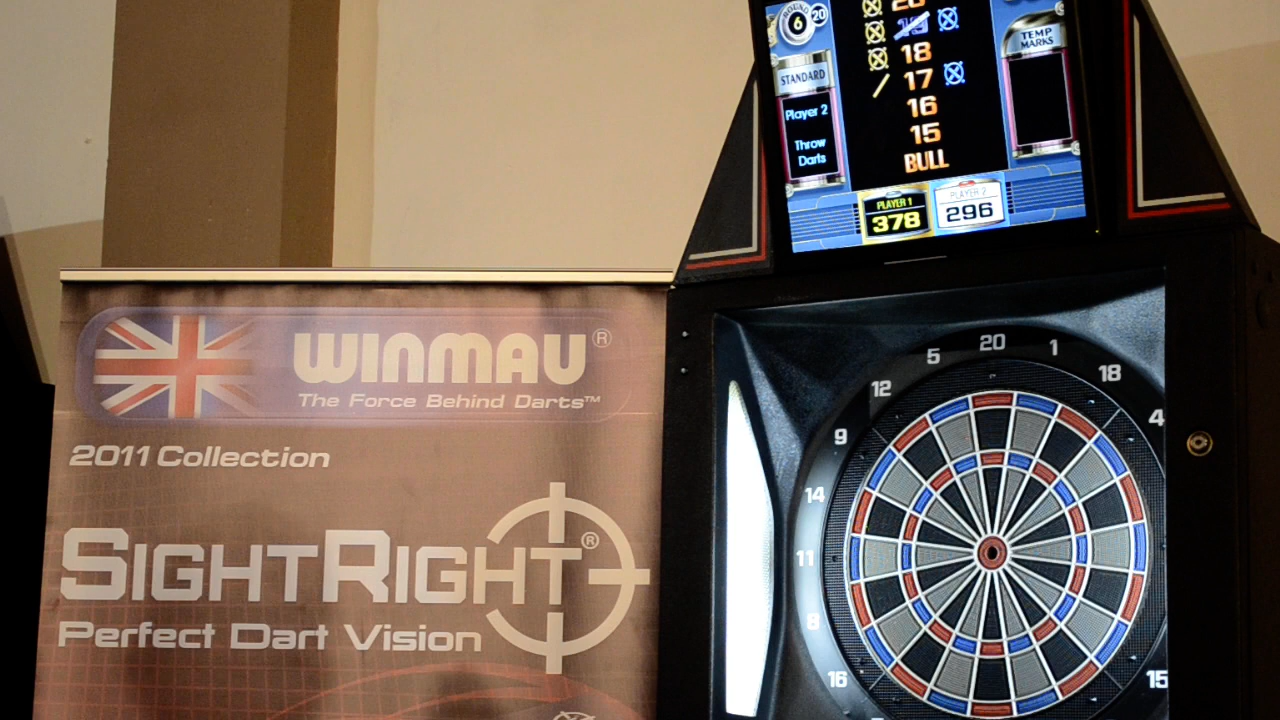 WINMAU®
The Force Behind Darts™
2011 Collection
SIGHTRIGHT®
Perfect Dart Vision
ROUND
6
20
STANDARD
Player 2
Throw
Darts
20
19
18
17
16
15
BULL
TEMP
MARKS
PLAYER 1
378
PLAYER 2
296
20
5
1
12
18
9
4
14
11
8
16
15